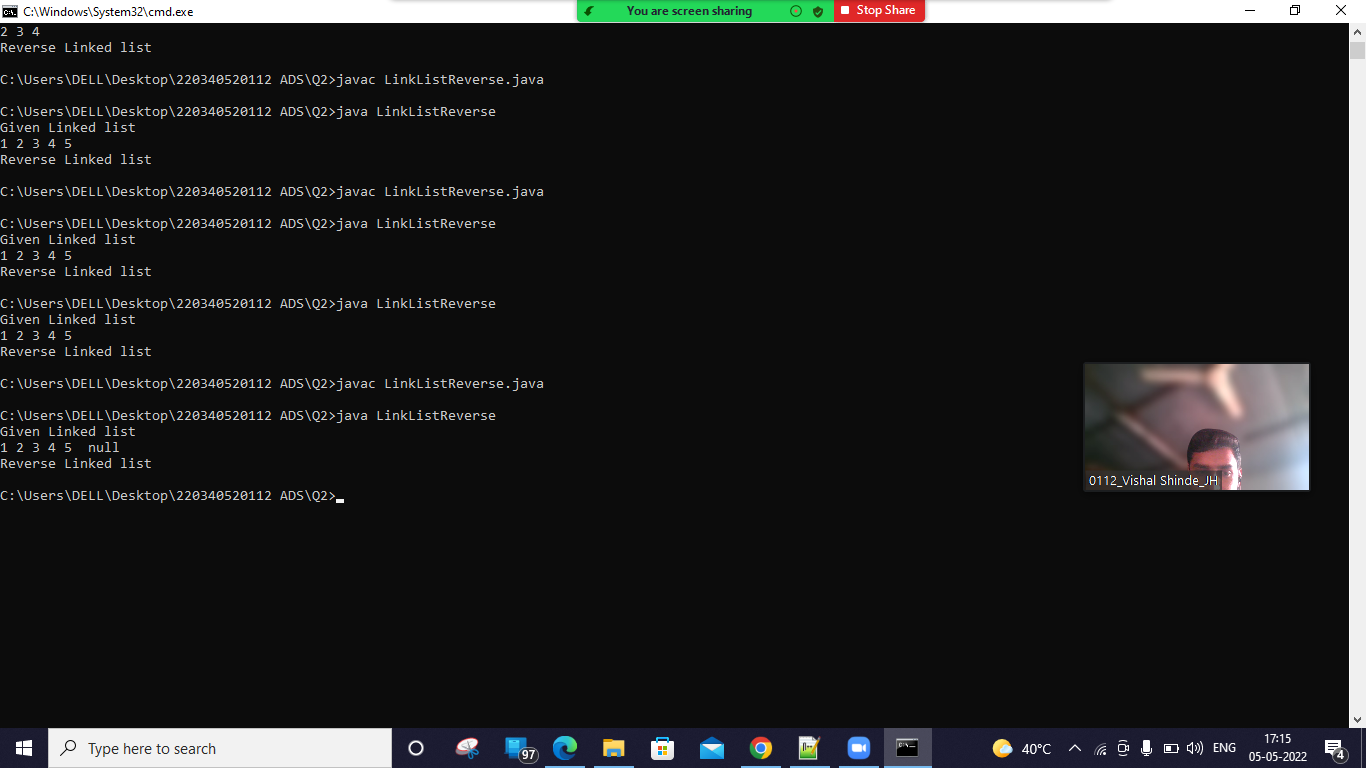 C:\Windows\System32\cmd.exe
You are screen sharing
Stop Share
2 3 4
Reverse Linked list
C:\Users\DELL\Desktop\220340520112 ADS\Q2>javac LinkListReverse.java
C:\Users\DELL\Desktop\220340520112 ADS\Q2>java LinkListReverse
Given Linked list
1 2 3 4 5
Reverse Linked list
C:\Users\DELL\Desktop\220340520112 ADS\Q2>javac LinkListReverse.java
C:\Users\DELL\Desktop\220340520112 ADS\Q2>java LinkListReverse
Given Linked list
1 2 3 4 5
Reverse Linked list
C:\Users\DELL\Desktop\220340520112 ADS\Q2>java LinkListReverse
Given Linked list
1 2 3 4 5
Reverse Linked list
C:\Users\DELL\Desktop\220340520112 ADS\Q2>javac LinkListReverse.java
C:\Users\DELL\Desktop\220340520112 ADS\Q2>java LinkListReverse
Given Linked list
1 2 3 4 5  null
Reverse Linked list
C:\Users\DELL\Desktop\220340520112 ADS\Q2>
0112_Vishal Shinde_JH
Type here to search
97
40°C
ENG
17:15
05-05-2022
4